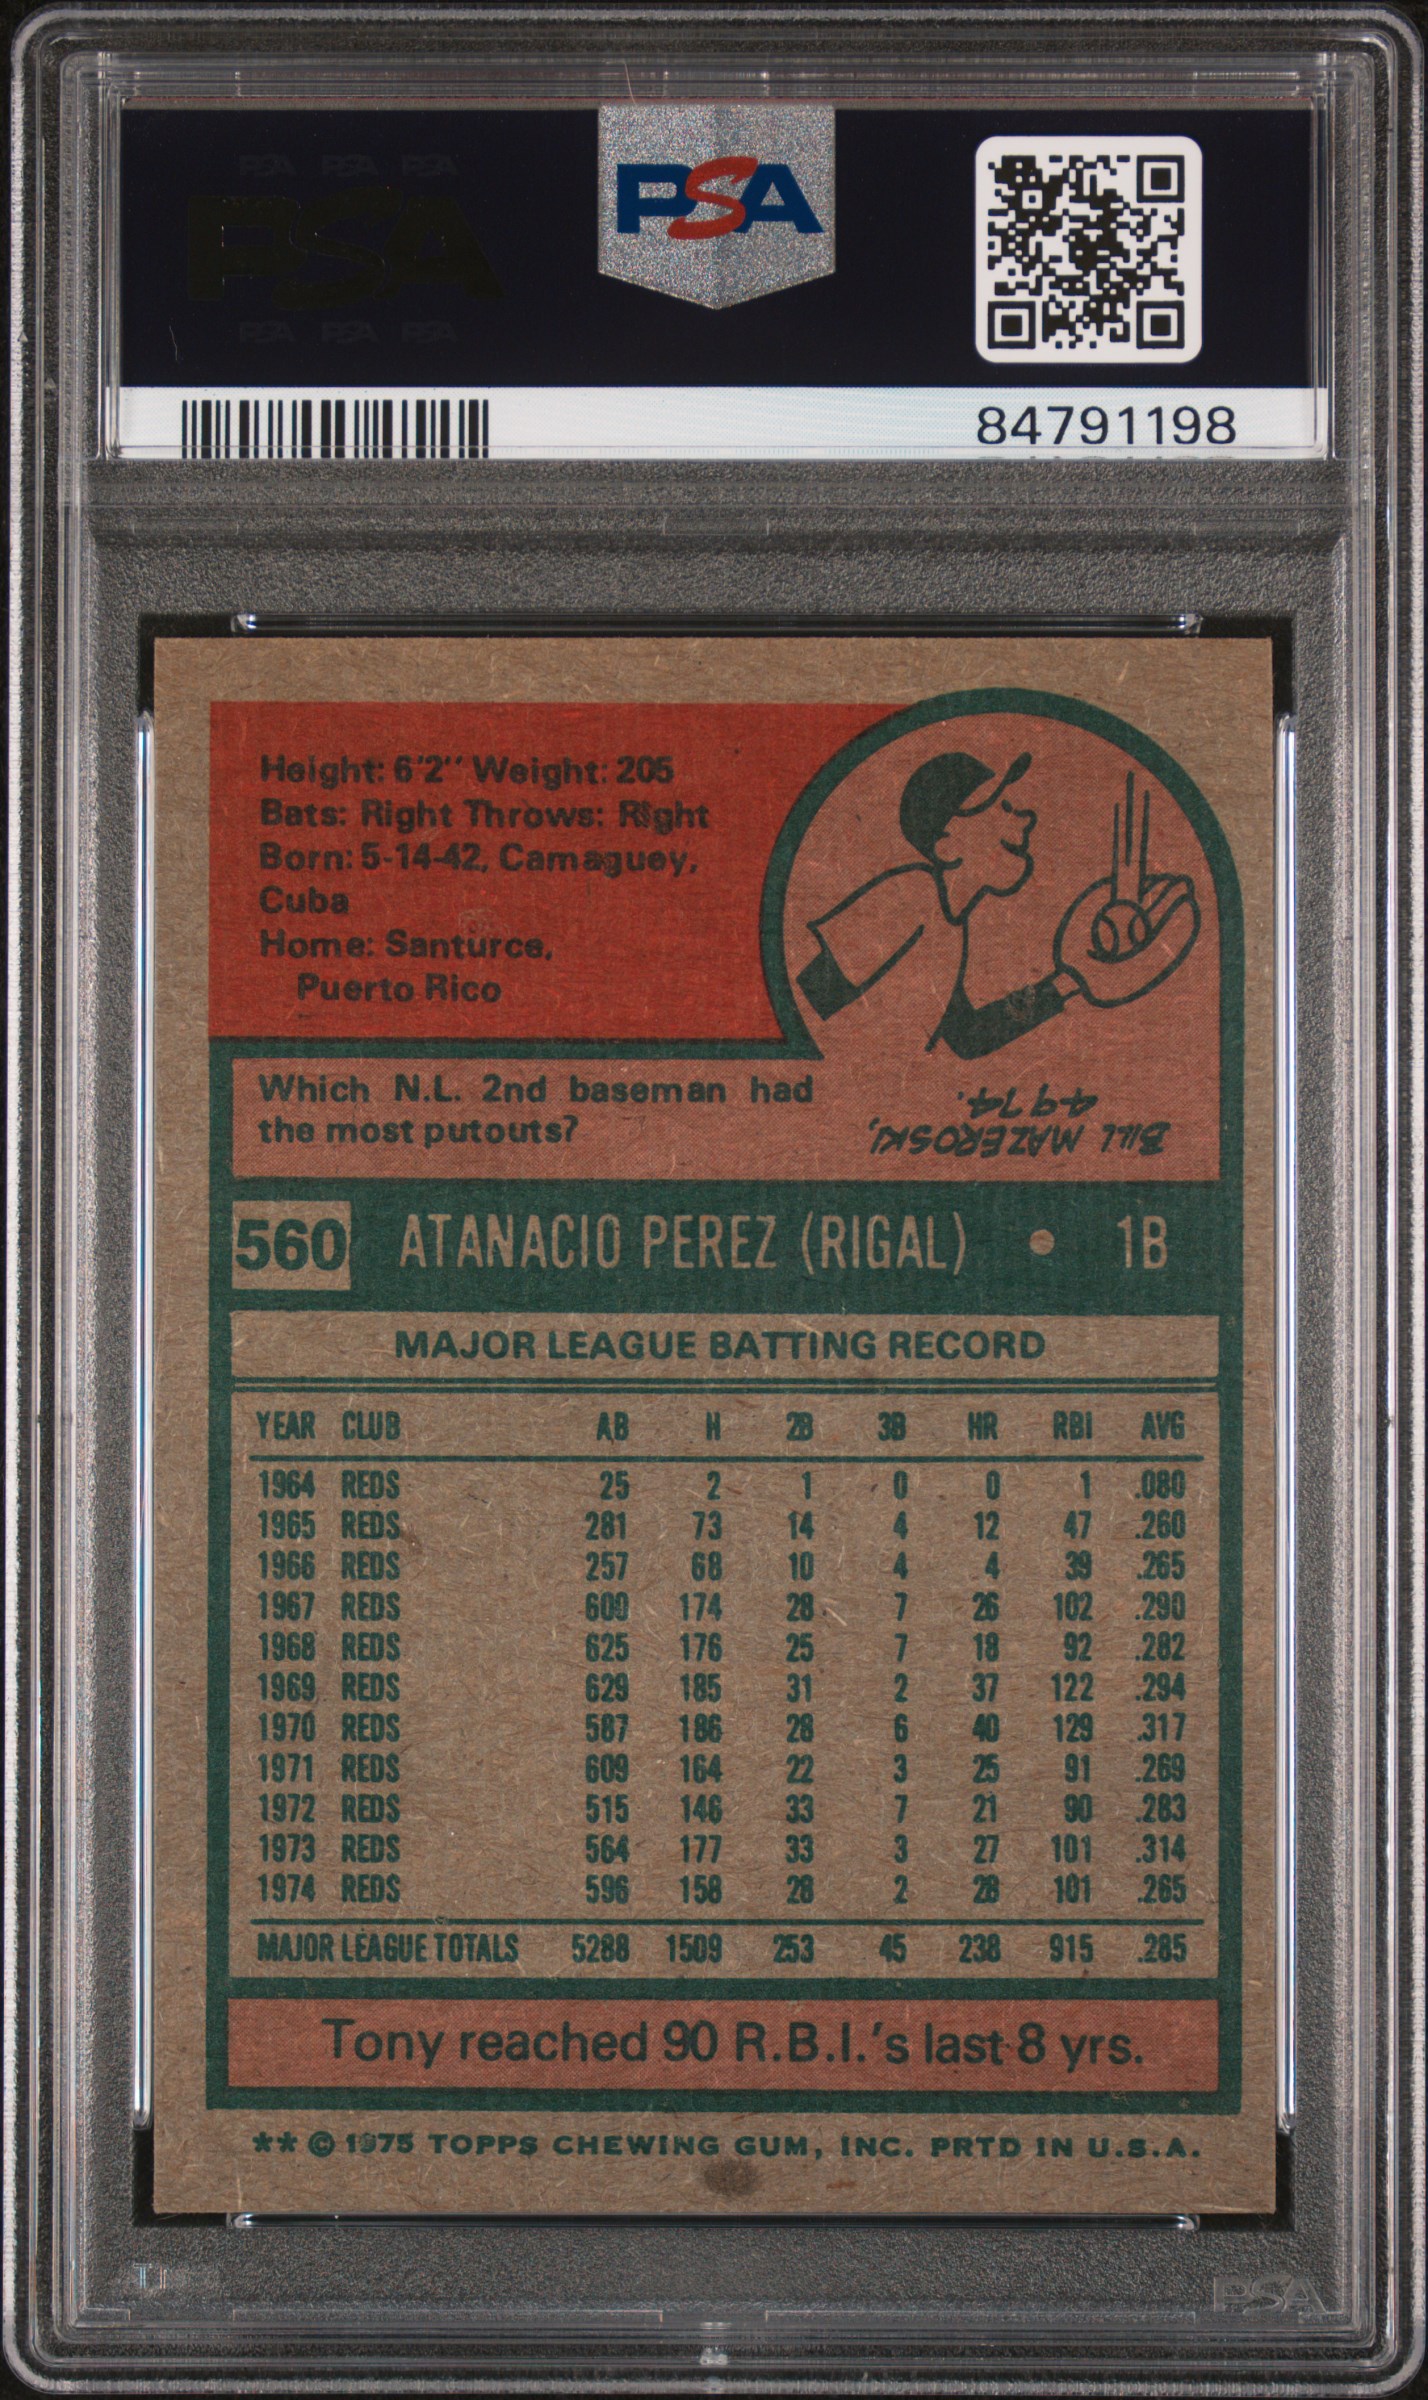 PSA PSA PSA
PSA
PSA PSA PSA
PSA
84791198
Height: 6'2" Weight: 205
Bats: Right Throws: Right
Born: 5-14-42, Camaguey,
Cuba
Home: Santurce,
Puerto Rico
Which N.L. 2nd baseman had
the most putouts?
BILL MAZEROSKI,
4974.
560 ATANACIO PEREZ (RIGAL) • 1B
MAJOR LEAGUE BATTING RECORD
YEAR CLUB AB H 2B 3B HR RBI AVG
1964 REDS 25 2 1 0 0 1 .080
1965 REDS 281 73 14 4 12 47 .260
1966 REDS 257 68 10 4 4 39 .265
1967 REDS 600 174 28 7 26 102 .290
1968 REDS 625 176 25 7 18 92 .282
1969 REDS 629 185 31 2 37 122 .294
1970 REDS 587 186 28 6 40 129 .317
1971 REDS 609 164 22 3 25 91 .269
1972 REDS 515 146 33 7 21 90 .283
1973 REDS 564 177 33 3 27 101 .314
1974 REDS 596 158 28 2 28 101 .265
MAJOR LEAGUE TOTALS 5288 1509 253 45 238 915 .285
Tony reached 90 R.B.I.'s last 8 yrs.
** © 1975 TOPPS CHEWING GUM, INC. PRTD IN U.S.A.
PSA